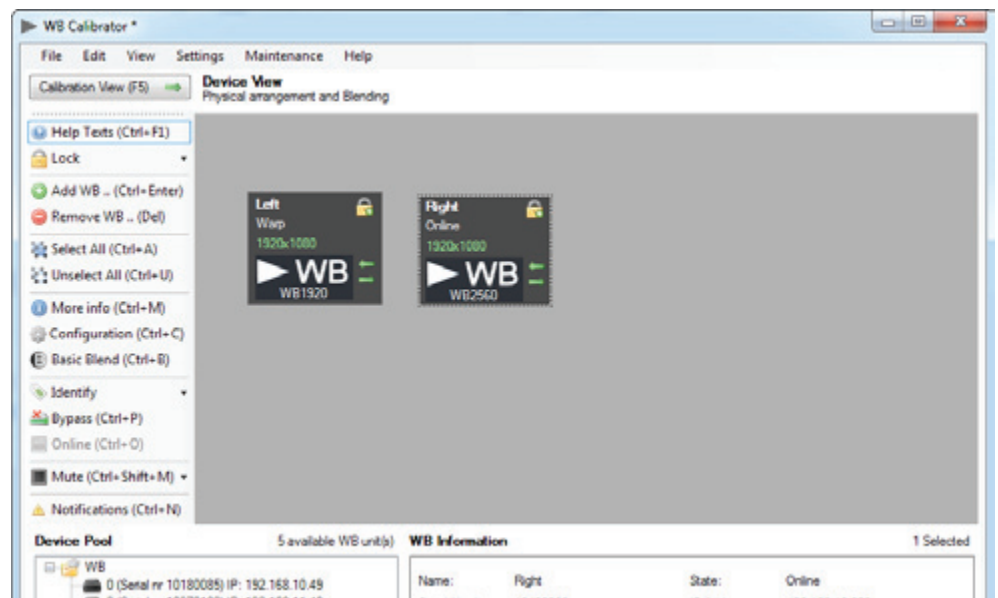 WB Calibrator *
File Edit View Settings Maintenance Help
Calibration View (F5)
Device View
Physical arrangement and Blending
Help Texts (Ctrl+F1)
Lock
Add WB .. (Ctrl+Enter)
Remove WB .. (Del)
Select All (Ctrl+A)
Unselect All (Ctrl+U)
More info (Ctrl+M)
Configuration (Ctrl+C)
Basic Blend (Ctrl+B)
Identify
Bypass (Ctrl+P)
Online (Ctrl+O)
Mute (Ctrl+Shift+M)
Notifications (Ctrl+N)
Left
Warp
1920x1080
WB
WB1920
Right
Online
1920x1080
WB
WB2560
Device Pool 5 available WB unit(s)
WB
0 (Serial nr 10180085) IP: 192.168.10.49
WB Information 1 Selected
Name: Right State: Online